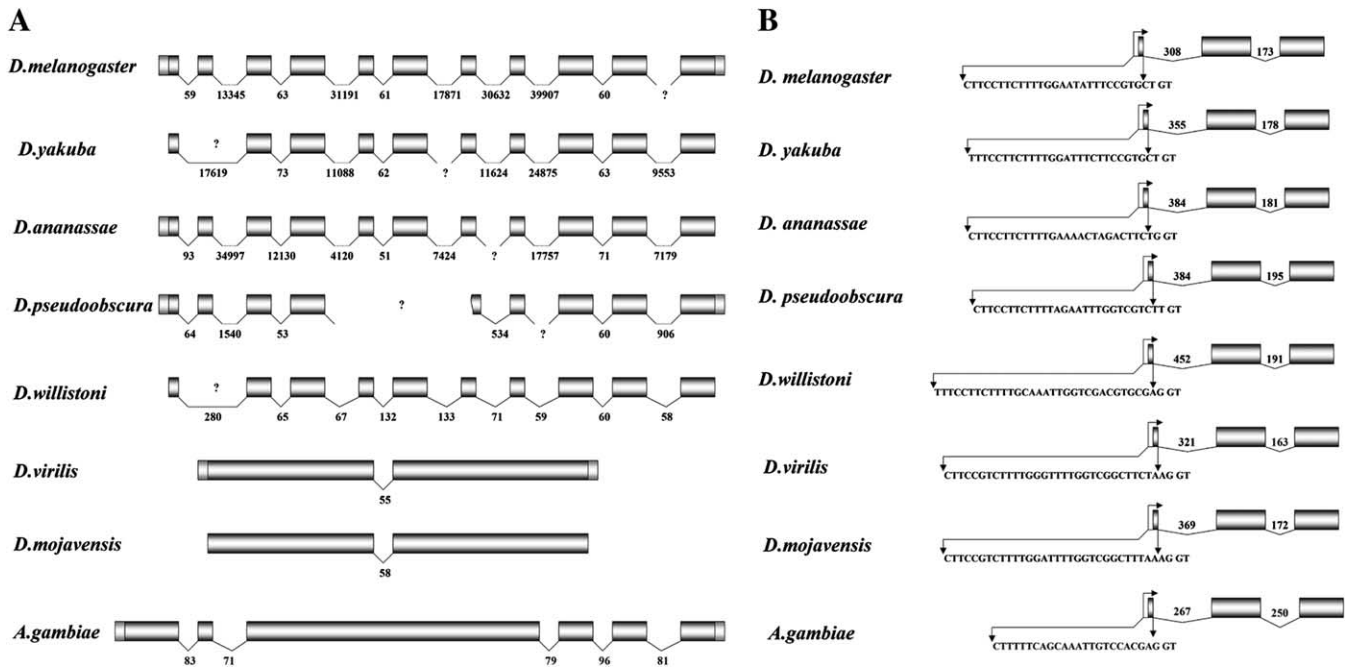 A
D.melanogaster
59 13345 63 31191 61 17871 30632 39907 60 ?
D.yakuba
?
17619 73 11088 62 ? 11624 24875 63 9553
D.ananassae
93 34997 12130 4120 51 7424 ? 17757 71 7179
D.pseudoobscura
?
64 1540 53 534 ? 60 906
D.willistoni
?
280 65 67 132 133 71 59 60 58
D.virilis
55
D.mojavensis
58
A.gambiae
83 71 79 96 81
B
308 173
D. melanogaster
CTTCCTTCTTTTGGAATATTTCCGTGCT GT
355 178
D. yakuba
TTTCCTTCTTTTGGATTTCTTCCGTGCT GT
384 181
D. ananassae
CTTCCTTCTTTTGAAAACTAGACTTCTG GT
384 195
D. pseudoobscura
CTTCCTTCTTTTAGAATTTGGTCGTCTT GT
452 191
D.willistoni
TTTCCTTCTTTTGCAAATTGGTCGACGTGCGAG GT
321 163
D.virilis
CTTCCGTCTTTTGGGTTTTGGTCGGCTTCTAAG GT
369 172
D.mojavensis
CTTCCGTCTTTTGGATTTTGGTCGGCTTTAAAG GT
267 250
A.gambiae
CTTTTTCAGCAAATTGTCCACGAG GT